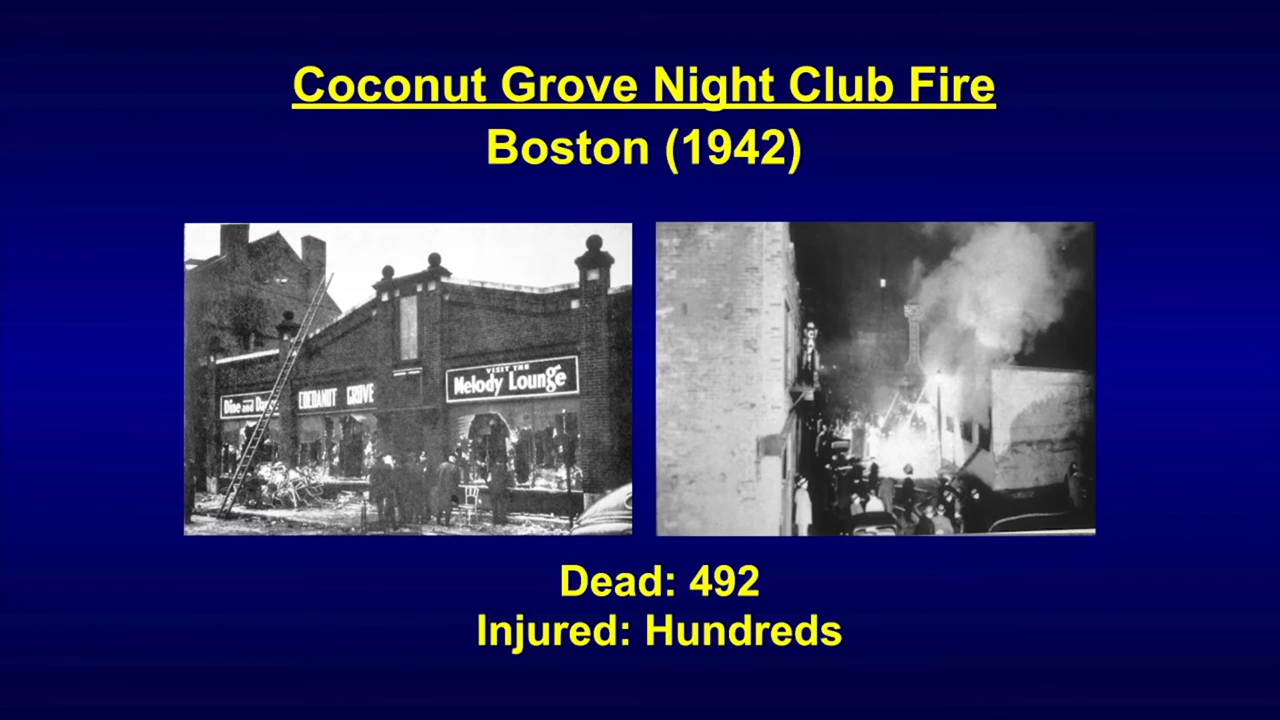 Coconut Grove Night Club Fire
Boston (1942)
Dine and
COCOANUT GROVE
VISIT THE
Melody Lounge
Dead: 492
Injured: Hundreds